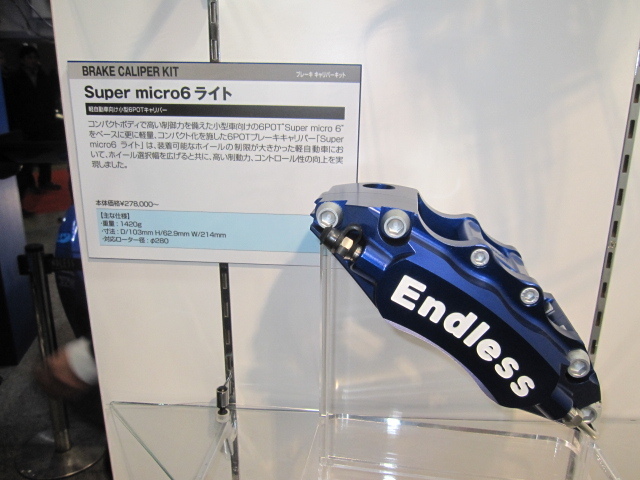 BRAKE CALIPER KIT
ブレーキ キャリパーキット
Super micro6 ライト
軽自動車向け小型6POTキャリパー
コンパクトボディで高い制御力を備えた小型車向けの6POT"Super micro 6"
をベースに更に軽量、コンパクト化を施した6POTブレーキキャリパー「Super
micro6 ライト」は、装着可能なホイールの制限が大きかった軽自動車にお
いて、ホイール選択幅を広げると共に、高い制動力、コントロール性の向上を実
現しました。
本体価格¥278,000~
【主な仕様】
・重量：1420g
・寸法：D/103mm H/62.9mm W/214mm
・対応ローター径：φ280
Endless